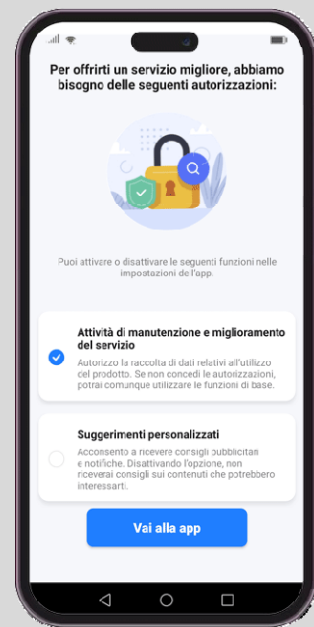 Per offrirti un servizio migliore, abbiamo
bisogno delle seguenti autorizzazioni:
Puoi attivare o disattivare le seguenti funzioni nelle
impostazioni dell'app.
Attività di manutenzione e miglioramento
del servizio
Autorizzo la raccolta di dati relativi all'utilizzo
del prodotto. Se non concedi le autorizzazioni,
potrai comunque utilizzare le funzioni di base.
Suggerimenti personalizzati
Acconsento a ricevere consigli pubblicitari
e notifiche. Disattivando l'opzione, non
riceverai consigli sui contenuti che potrebbero
interessarti.
Vai alla app